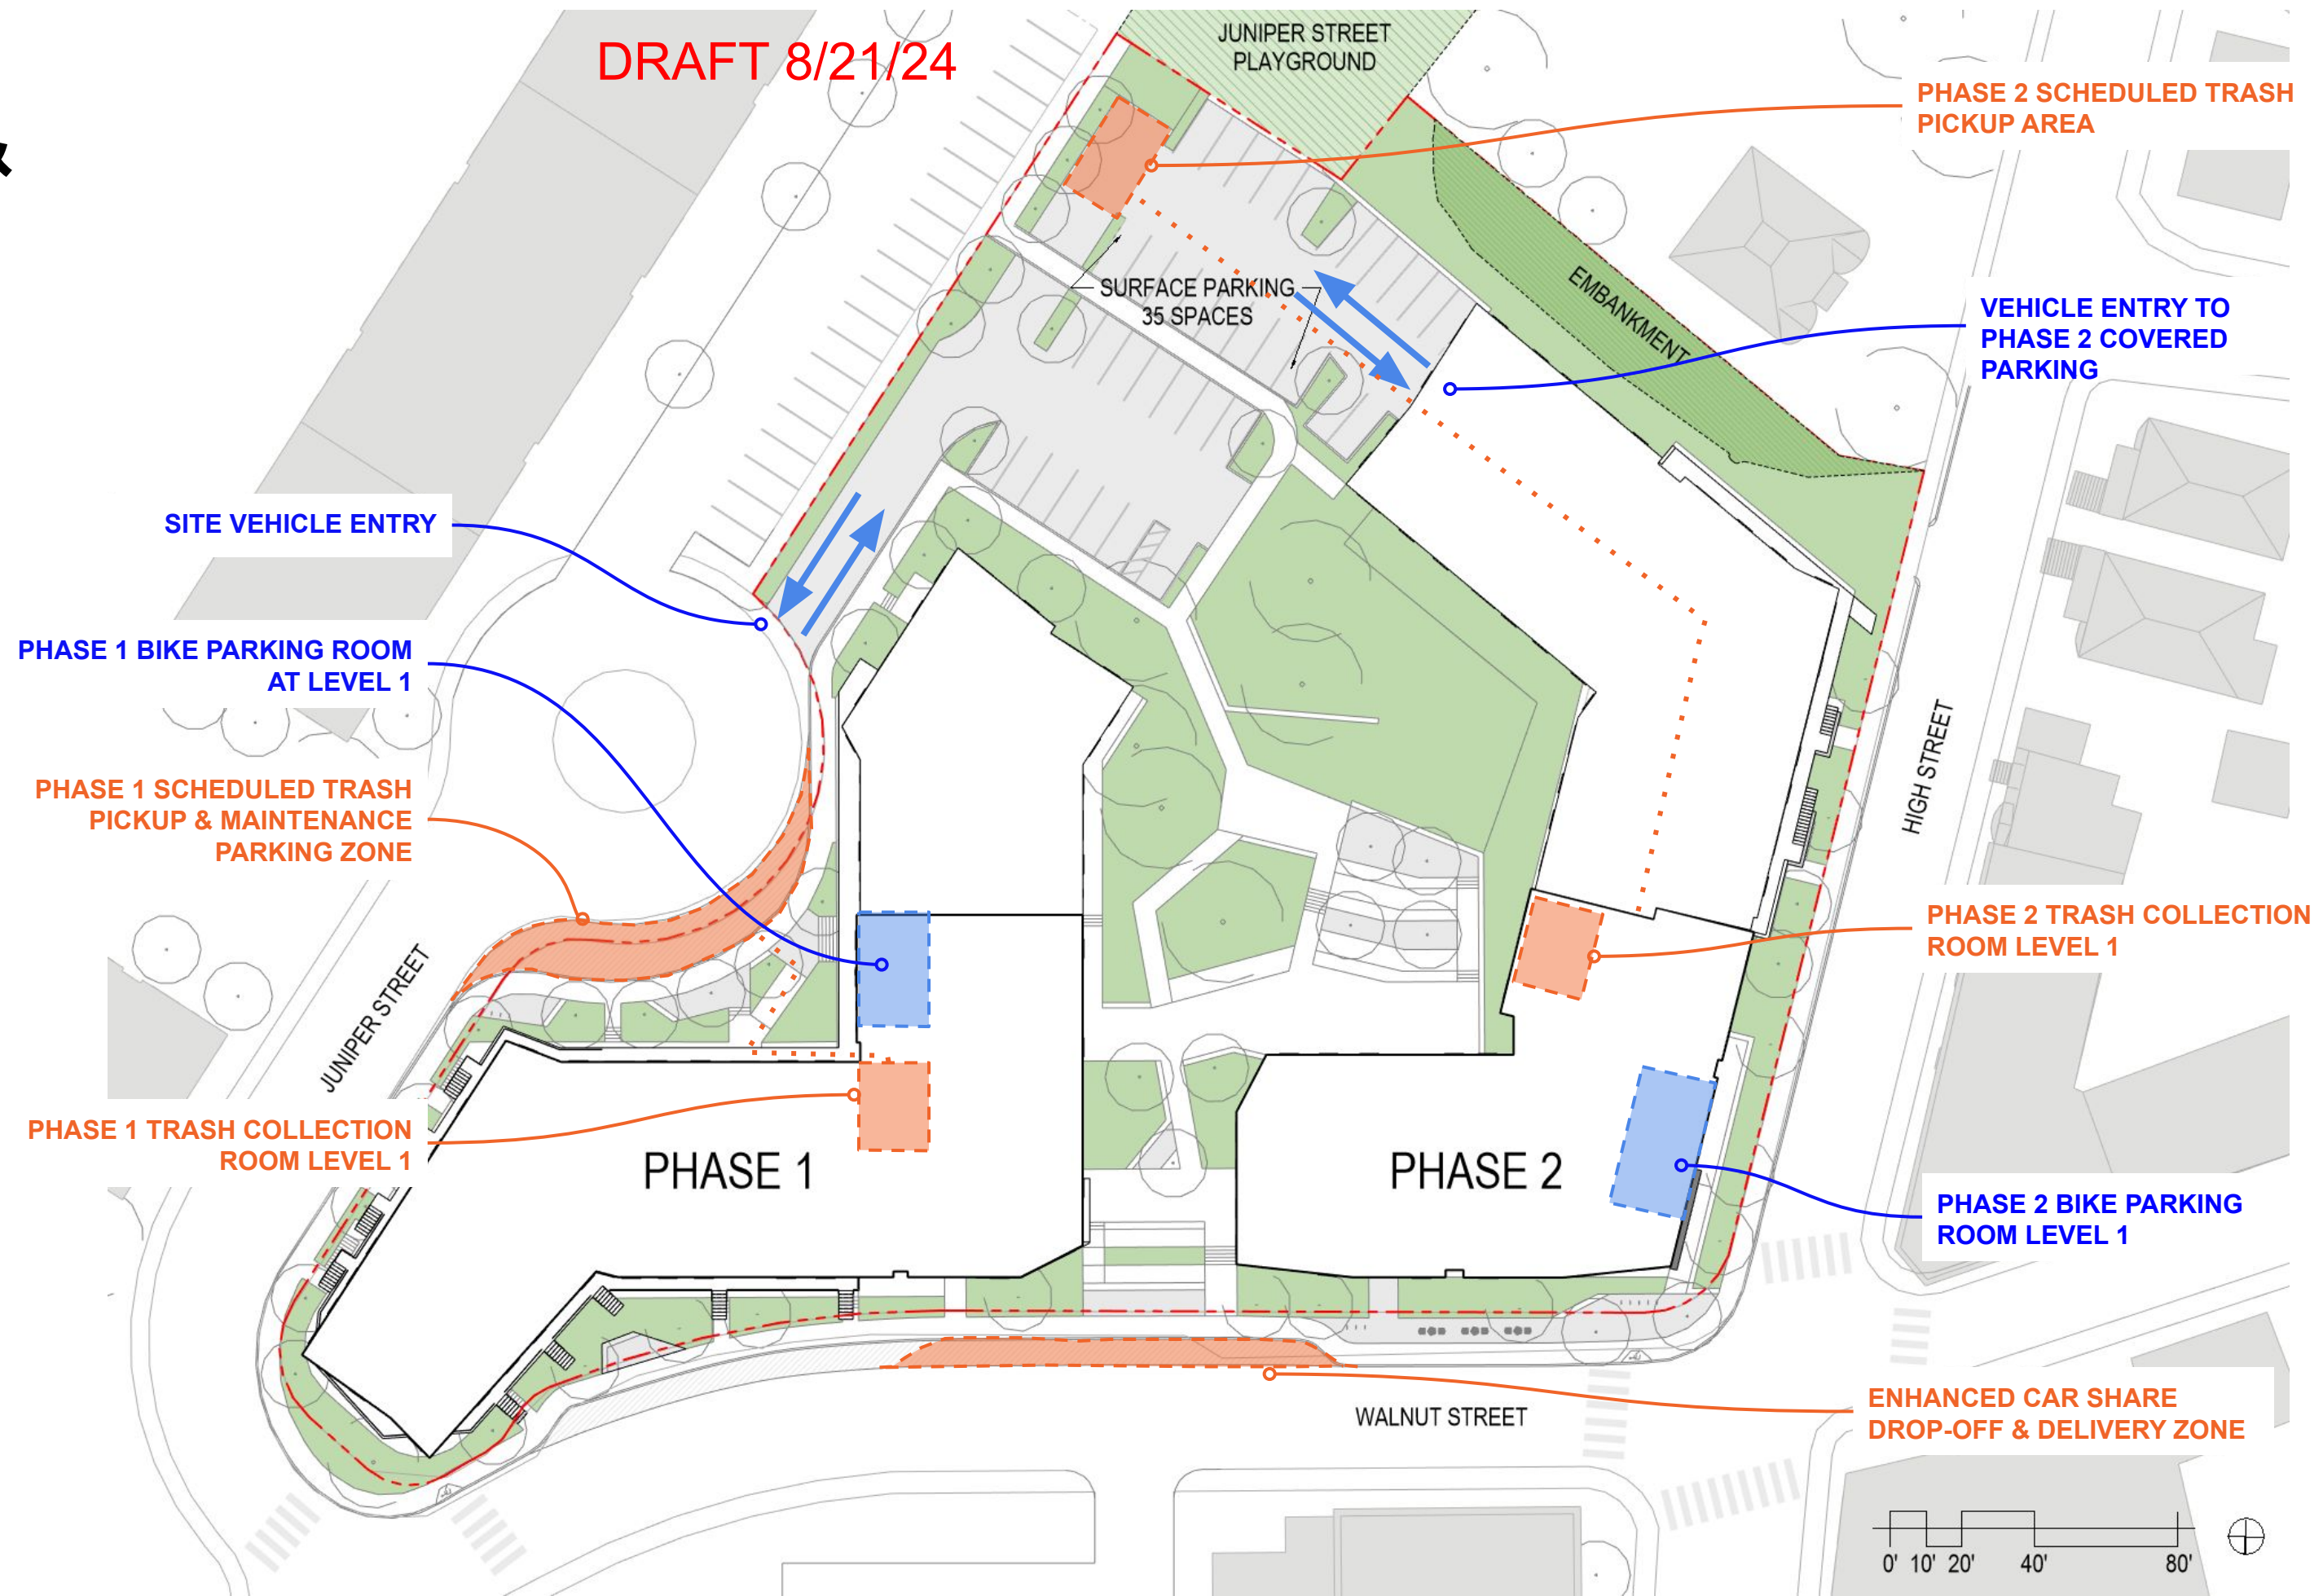 DRAFT 8/21/24
JUNIPER STREET
PLAYGROUND
PHASE 2 SCHEDULED TRASH
PICKUP AREA
&
SURFACE PARKING
35 SPACES
EMBANKMENT
VEHICLE ENTRY TO
PHASE 2 COVERED
PARKING
SITE VEHICLE ENTRY
PHASE 1 BIKE PARKING ROOM
AT LEVEL 1
HIGH STREET
PHASE 1 SCHEDULED TRASH
PICKUP & MAINTENANCE
PARKING ZONE
PHASE 2 TRASH COLLECTION
ROOM LEVEL 1
JUNIPER STREET
PHASE 1 TRASH COLLECTION
ROOM LEVEL 1
PHASE 1
PHASE 2
PHASE 2 BIKE PARKING
ROOM LEVEL 1
WALNUT STREET
ENHANCED CAR SHARE
DROP-OFF & DELIVERY ZONE
0' 10' 20' 40' 80'